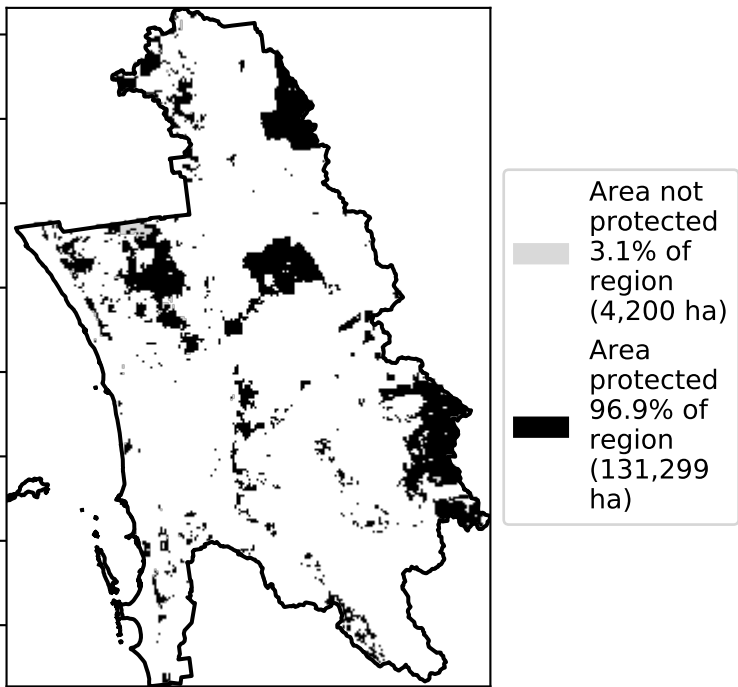 Area not
protected
3.1% of
region
(4,200 ha)
Area
protected
96.9% of
region
(131,299
ha)